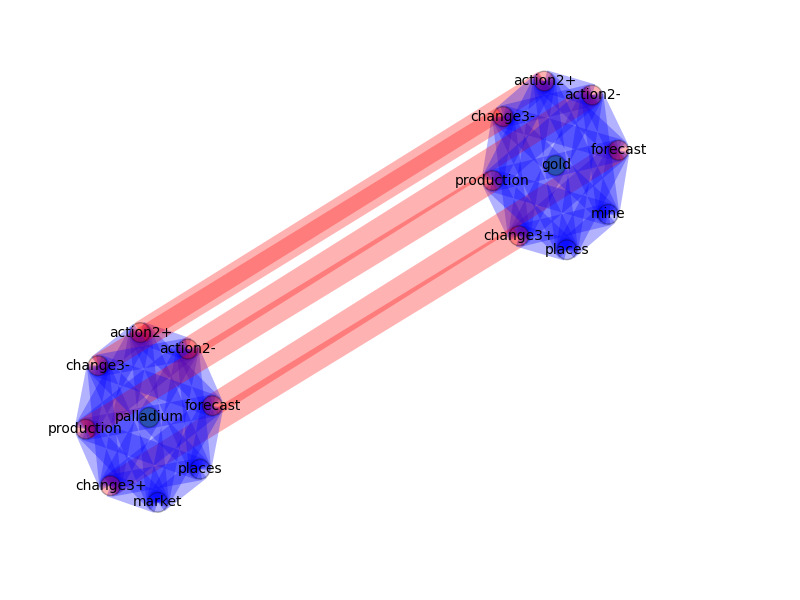 action2+
action2-
change3-
forecast
gold
production
mine
change3+
places
action2+
action2-
change3-
forecast
palladium
production
places
change3+
market